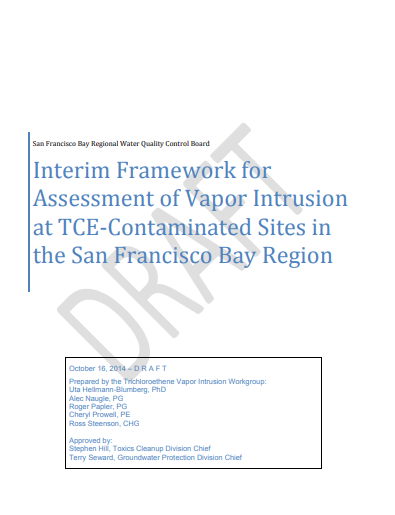 San Francisco Bay Regional Water Quality Control Board
Interim Framework for
Assessment of Vapor Intrusion
at TCE-Contaminated Sites in
the San Francisco Bay Region
DRAFT
October 16, 2014 – D R A F T
Prepared by the Trichloroethene Vapor Intrusion Workgroup:
Uta Hellmann-Blumberg, PhD
Alec Naugle, PG
Roger Papler, PG
Cheryl Prowell, PE
Ross Steenson, CHG
Approved by:
Stephen Hill, Toxics Cleanup Division Chief
Terry Seward, Groundwater Protection Division Chief